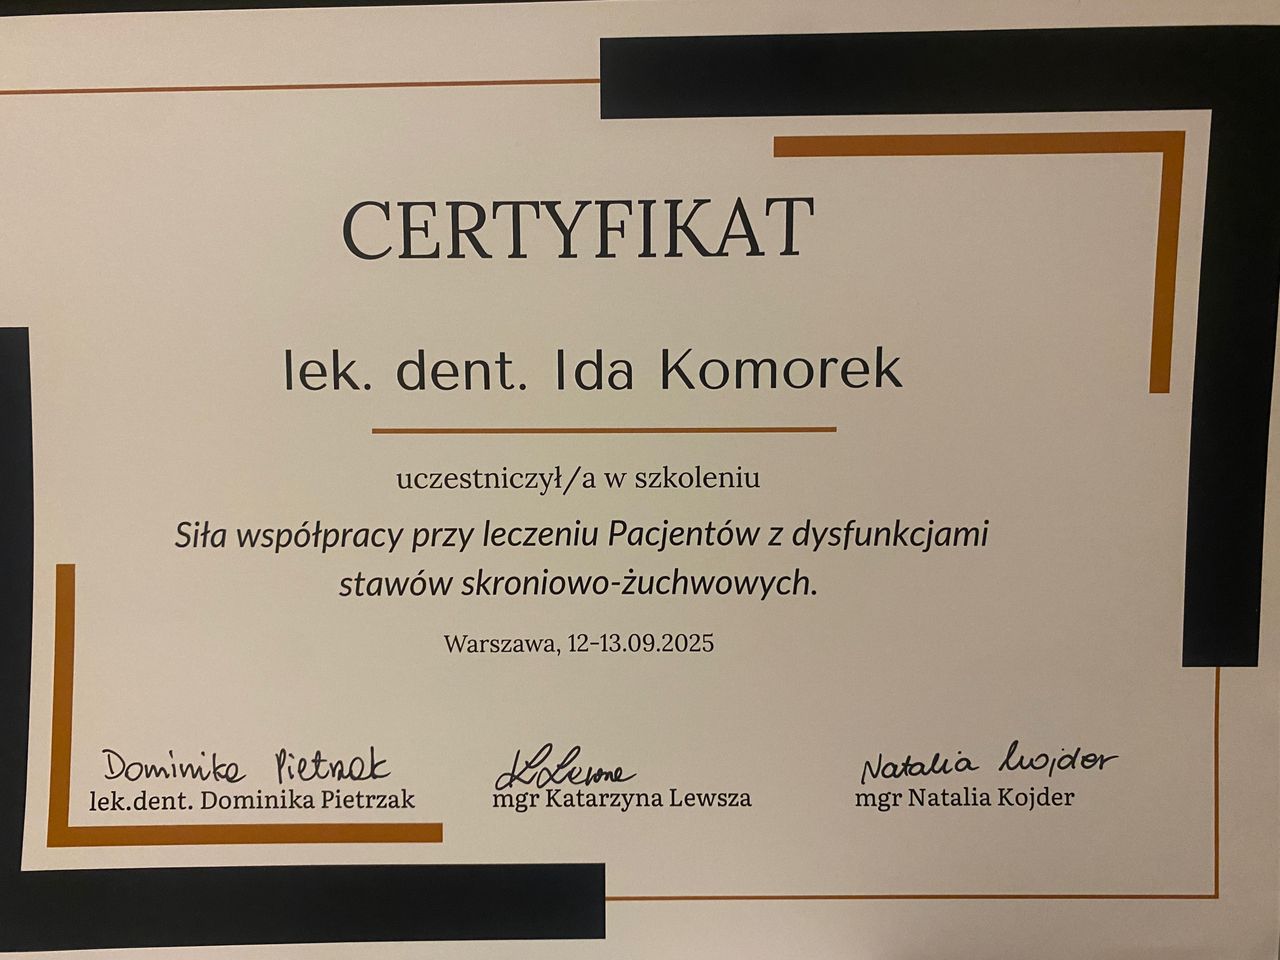 CERTYFIKAT
lek. dent. Ida Komorek
uczestniczył/a w szkoleniu
Siła współpracy przy leczeniu Pacjentów z dysfunkcjami
stawów skroniowo-żuchwowych.
Warszawa, 12-13.09.2025
Dominika Pietrzak
Natalia Kojder
lek.dent. Dominika Pietrzak
mgr Katarzyna Lewsza
mgr Natalia Kojder